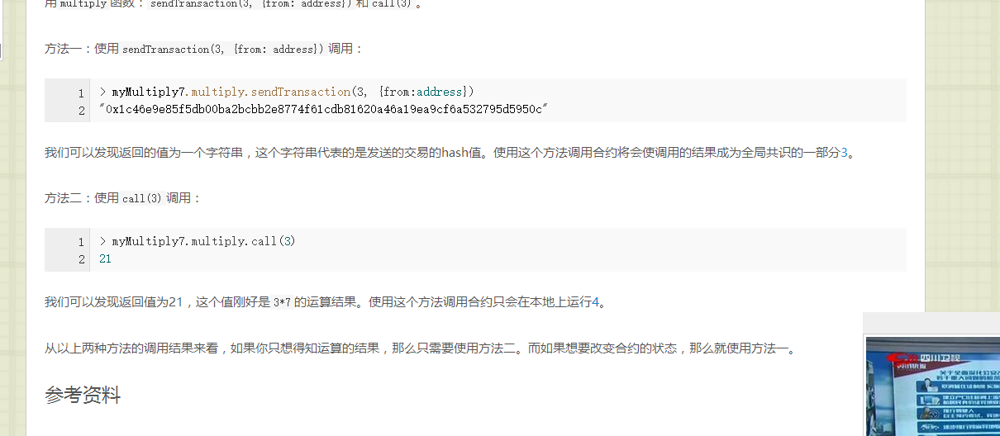 用 multiply 函数：sendTransaction(3, {from: address}) 和 call(3) 。
方法一：使用 sendTransaction(3, {from: address}) 调用：
1 > myMultiply7.multiply.sendTransaction(3, {from:address})
2 "0x1c46e9e85f5db00ba2bcbb2e8774f61cdb81620a46a19ea9cf6a532795d5950c"
我们可以发现返回的值为一个字符串，这个字符串代表的是发送的交易的hash值。使用这个方法调用合约将会使调用的结果成为全局共识的一部分3。
方法二：使用 call(3) 调用：
1 > myMultiply7.multiply.call(3)
2 21
我们可以发现返回值为21，这个值刚好是 3*7 的运算结果。使用这个方法调用合约只会在本地上运行4。
从以上两种方法的调用结果来看，如果你只想得知运算的结果，那么只需要使用方法二。而如果想要改变合约的状态，那么就使用方法一。
参考资料
四川卫视